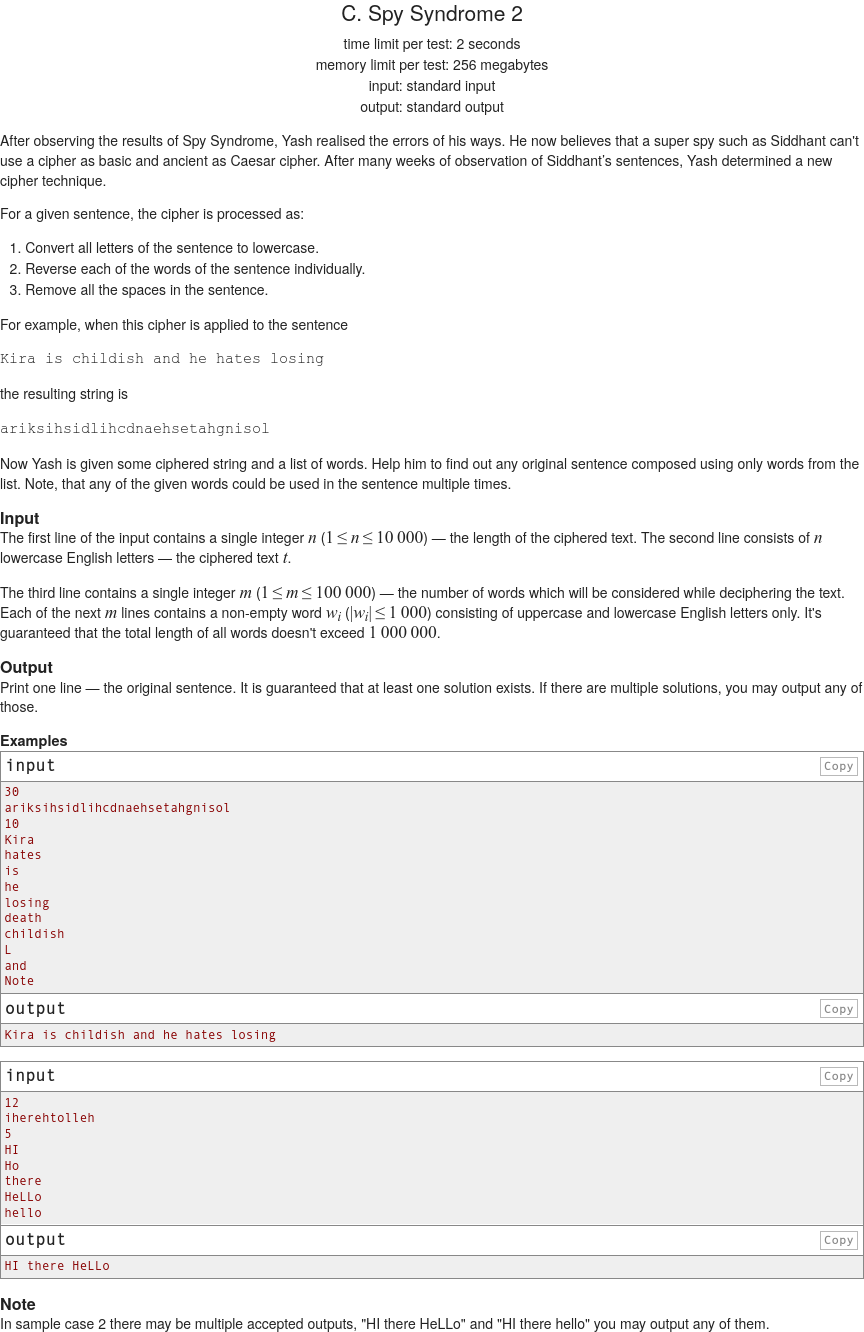 C. Spy Syndrome 2
time limit per test: 2 seconds
memory limit per test: 256 megabytes
input: standard input
output: standard output
After observing the results of Spy Syndrome, Yash realised the errors of his ways. He now believes that a super spy such as Siddhant can't
use a cipher as basic and ancient as Caesar cipher. After many weeks of observation of Siddhant's sentences, Yash determined a new
cipher technique.
For a given sentence, the cipher is processed as:
1. Convert all letters of the sentence to lowercase.
2. Reverse each of the words of the sentence individually.
3. Remove all the spaces in the sentence.
For example, when this cipher is applied to the sentence
Kira is childish and he hates losing
the resulting string is
ariksihsidlihcdnaehsetahgnisol
Now Yash is given some ciphered string and a list of words. Help him to find out any original sentence composed using only words from the
list. Note, that any of the given words could be used in the sentence multiple times.
Input
The first line of the input contains a single integer n (1 ≤ n ≤ 10 000) — the length of the ciphered text. The second line consists of n
lowercase English letters — the ciphered text t.
The third line contains a single integer m (1 ≤ m ≤ 100 000) — the number of words which will be considered while deciphering the text.
Each of the next m lines contains a non-empty word w_i (|w_i| ≤ 1 000) consisting of uppercase and lowercase English letters only. It's
guaranteed that the total length of all words doesn't exceed 1 000 000.
Output
Print one line — the original sentence. It is guaranteed that at least one solution exists. If there are multiple solutions, you may output any of
those.
Examples
input Copy
30
ariksihsidlihcdnaehsetahgnisol
10
Kira
hates
is
he
losing
death
childish
L
and
Note
output Copy
Kira is childish and he hates losing
input Copy
12
iherehtolleh
5
HI
Ho
there
HeLLo
hello
output Copy
HI there HeLLo
Note
In sample case 2 there may be multiple accepted outputs, "HI there HeLLo" and "HI there hello" you may output any of them.